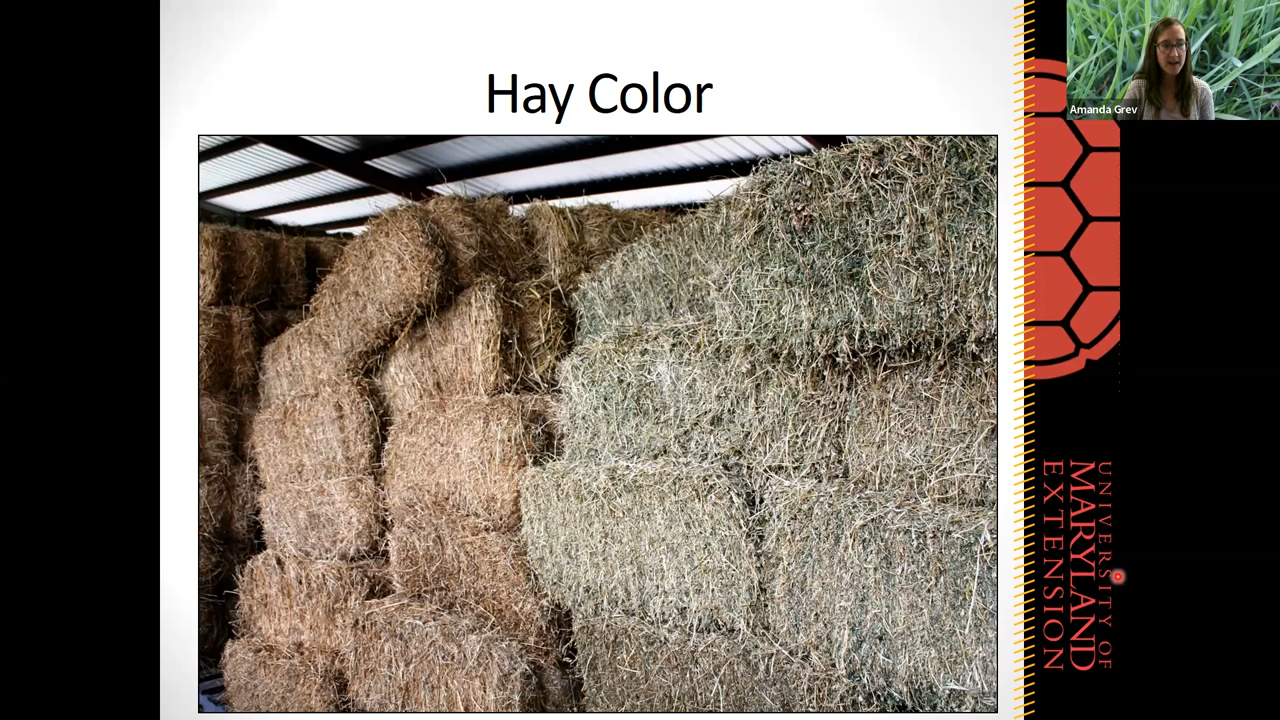 Hay Color
Amanda Grev
UNIVERSITY OF
MARYLAND
EXTENSION